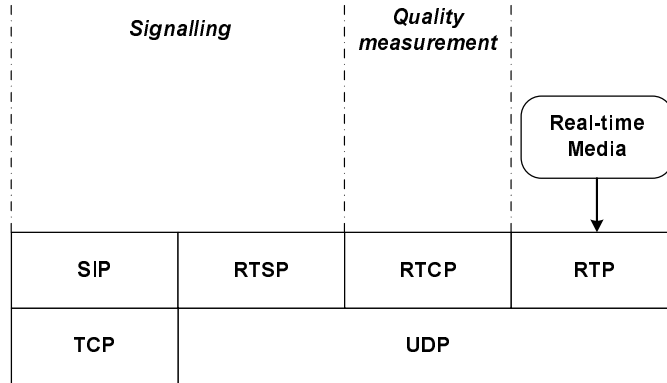 Signalling
Quality
measurement
Real-time
Media
SIP
RTSP
RTCP
RTP
TCP
UDP